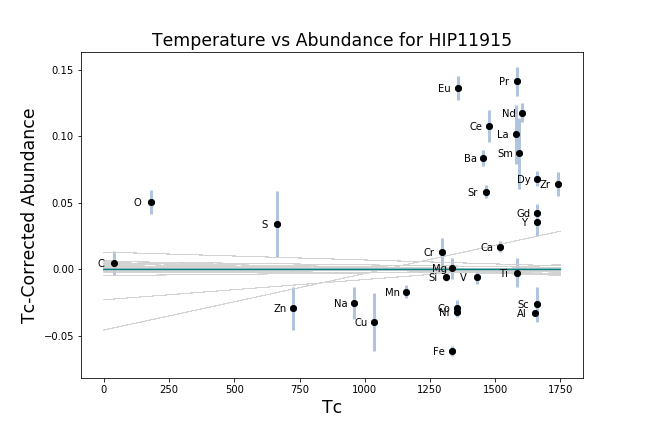 Temperature vs Abundance for HIP11915
Tc-Corrected Abundance
0.15
0.10
0.05
0.00
−0.05
Pr
Eu
Nd
Ce
La
Sm
Ba
Dy
Zr
Sr
O
Gd
Y
S
Ca
Cr
C
Mg
Ti
Si
V
Mn
Na
Sc
Zn
Co
Ni
Al
Cu
Fe
0
250
500
750
1000
1250
1500
1750
Tc